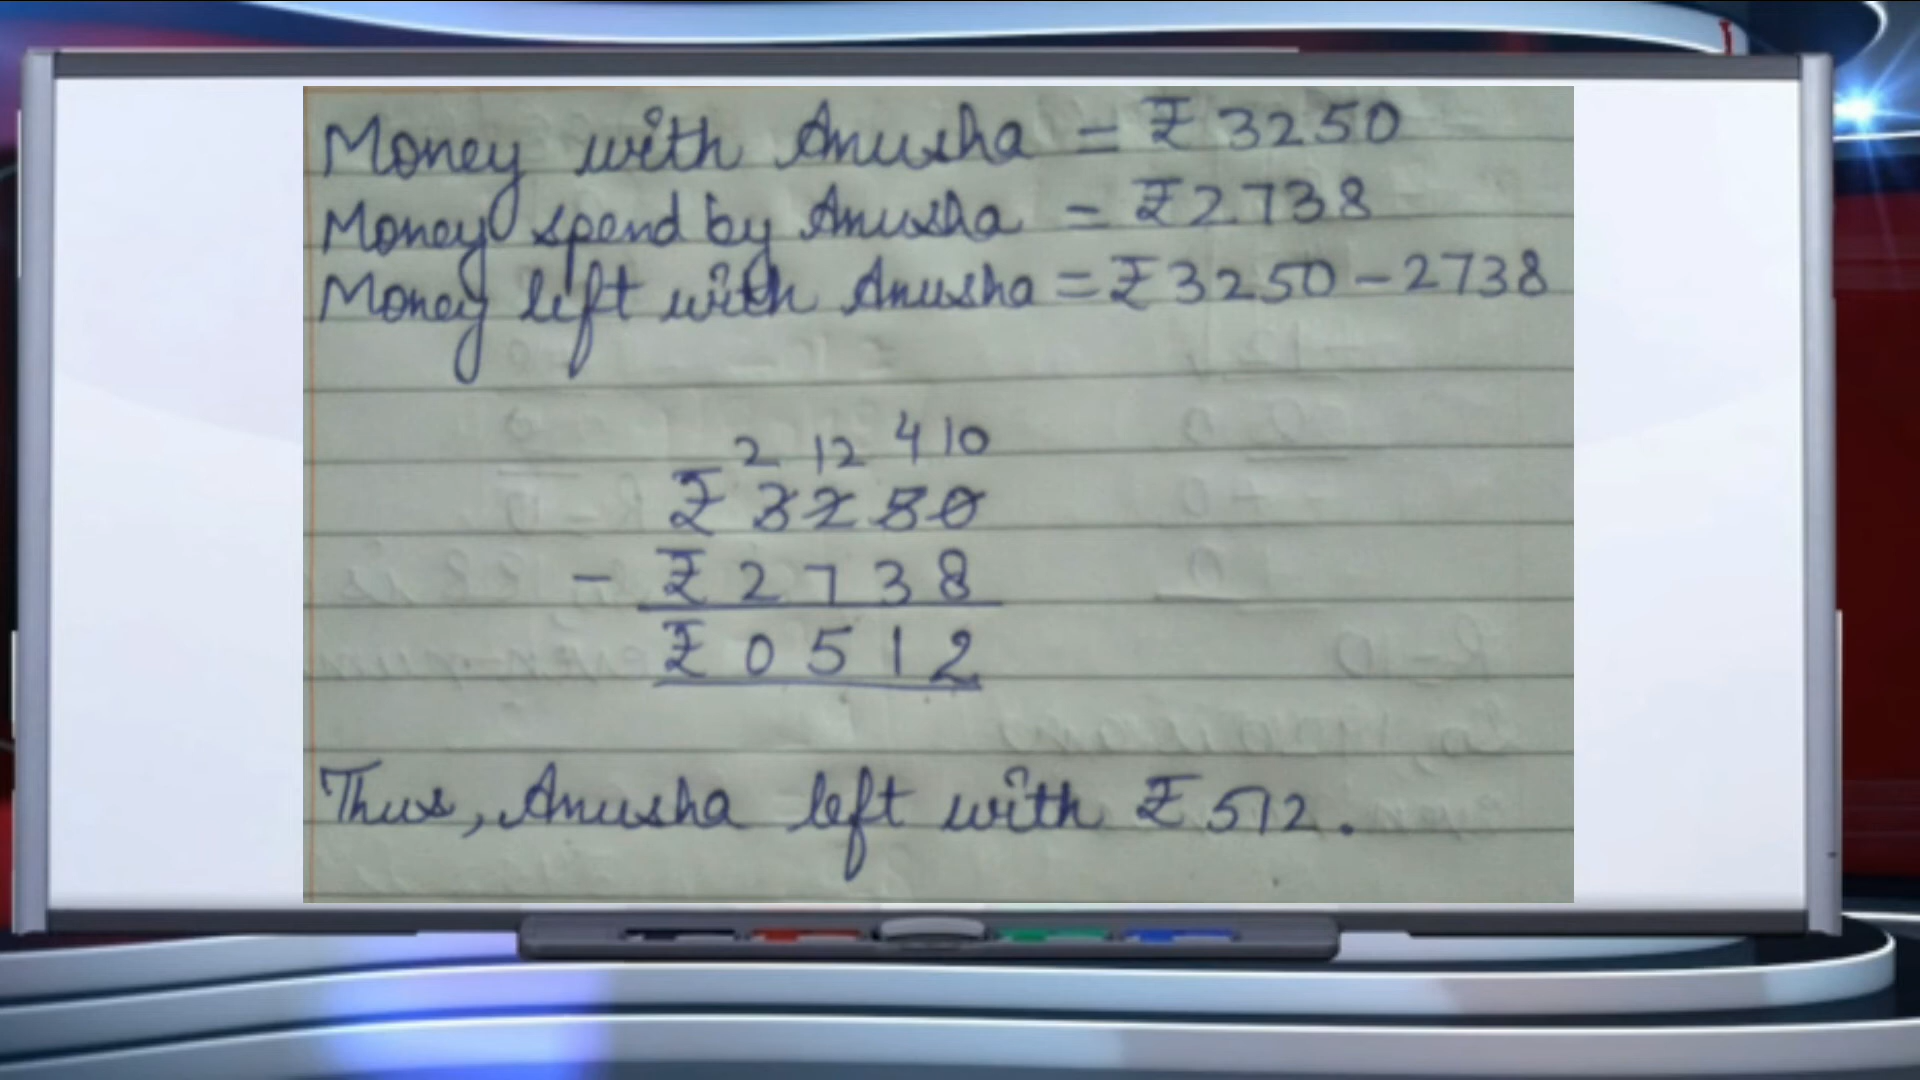 Money with Anusha = ₹ 3250
Money spend by Anusha = ₹2738
Money left with Anusha = ₹3250 - 2738
2 12 4 10
₹ 3250
- ₹ 2738
₹ 0512
Thus, Anusha left with ₹ 512.